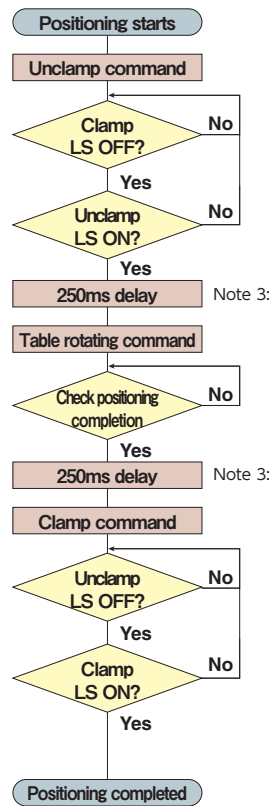 Positioning starts
Unclamp command
Clamp
LS OFF?
No
Yes
Unclamp
LS ON?
No
Yes
250ms delay
Note 3:
Table rotating command
Check positioning
completion
No
Yes
250ms delay
Note 3:
Clamp command
Unclamp
LS OFF?
No
Yes
Clamp
LS ON?
No
Yes
Positioning completed